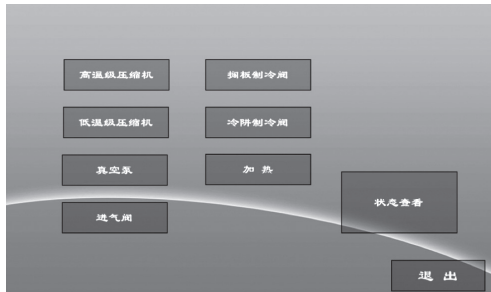 高温级压缩机
搁板制冷阀
低温级压缩机
冷阱制冷阀
真空泵
加 热
进气阀
状态查看
退 出